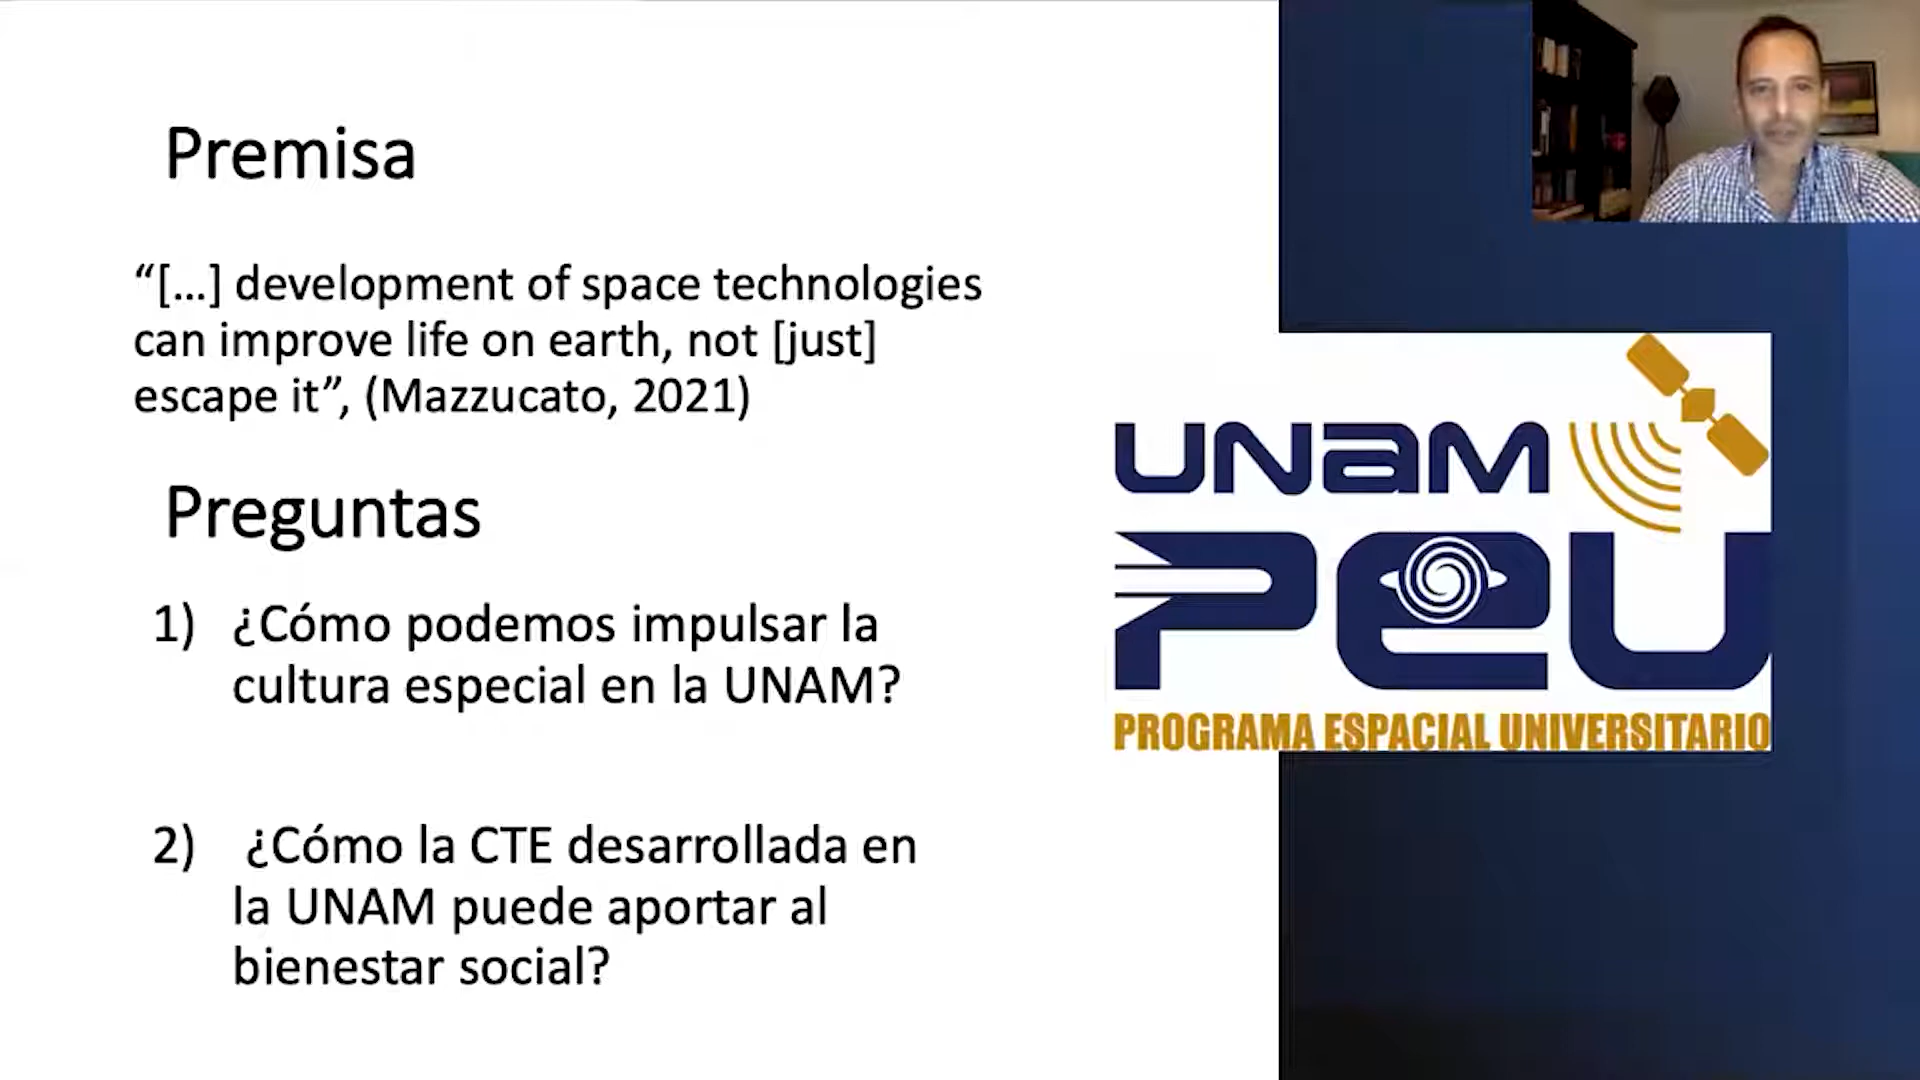 Premisa
“[...] development of space technologies
can improve life on earth, not [just]
escape it”, (Mazzucato, 2021)
Preguntas
1) ¿Cómo podemos impulsar la
cultura especial en la UNAM?
2) ¿Cómo la CTE desarrollada en
la UNAM puede aportar al
bienestar social?
UNAM
PEU
PROGRAMA ESPACIAL UNIVERSITARIO